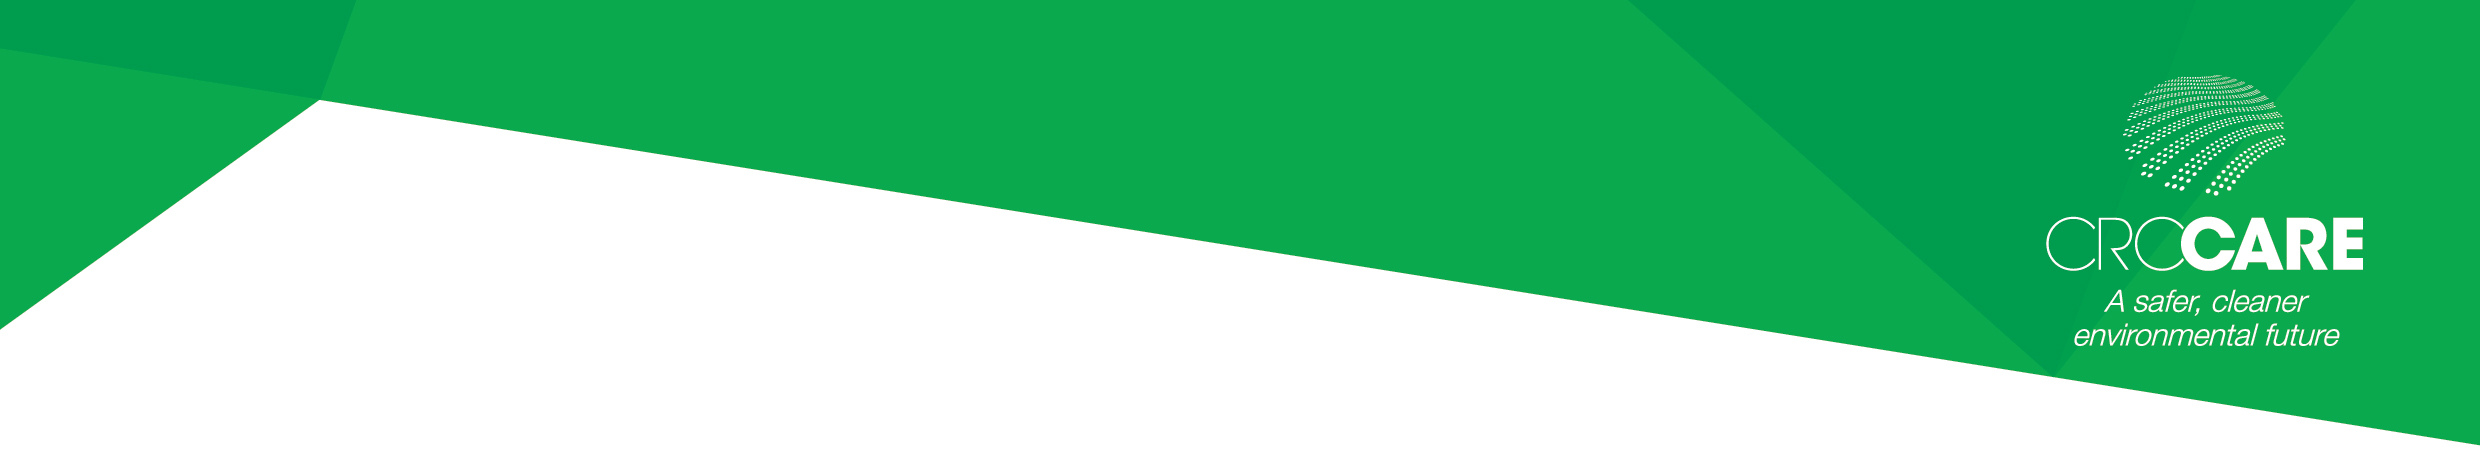 CRCCARE
A safer, cleaner
environmental future